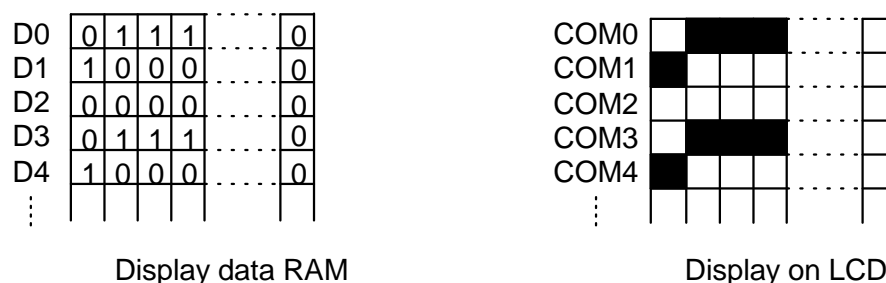 D0 0 1 1 1 0
D1 1 0 0 0 0
D2 0 0 0 0 0
D3 0 1 1 1 0
D4 1 0 0 0 0
Display data RAM
COM0
COM1
COM2
COM3
COM4
Display on LCD